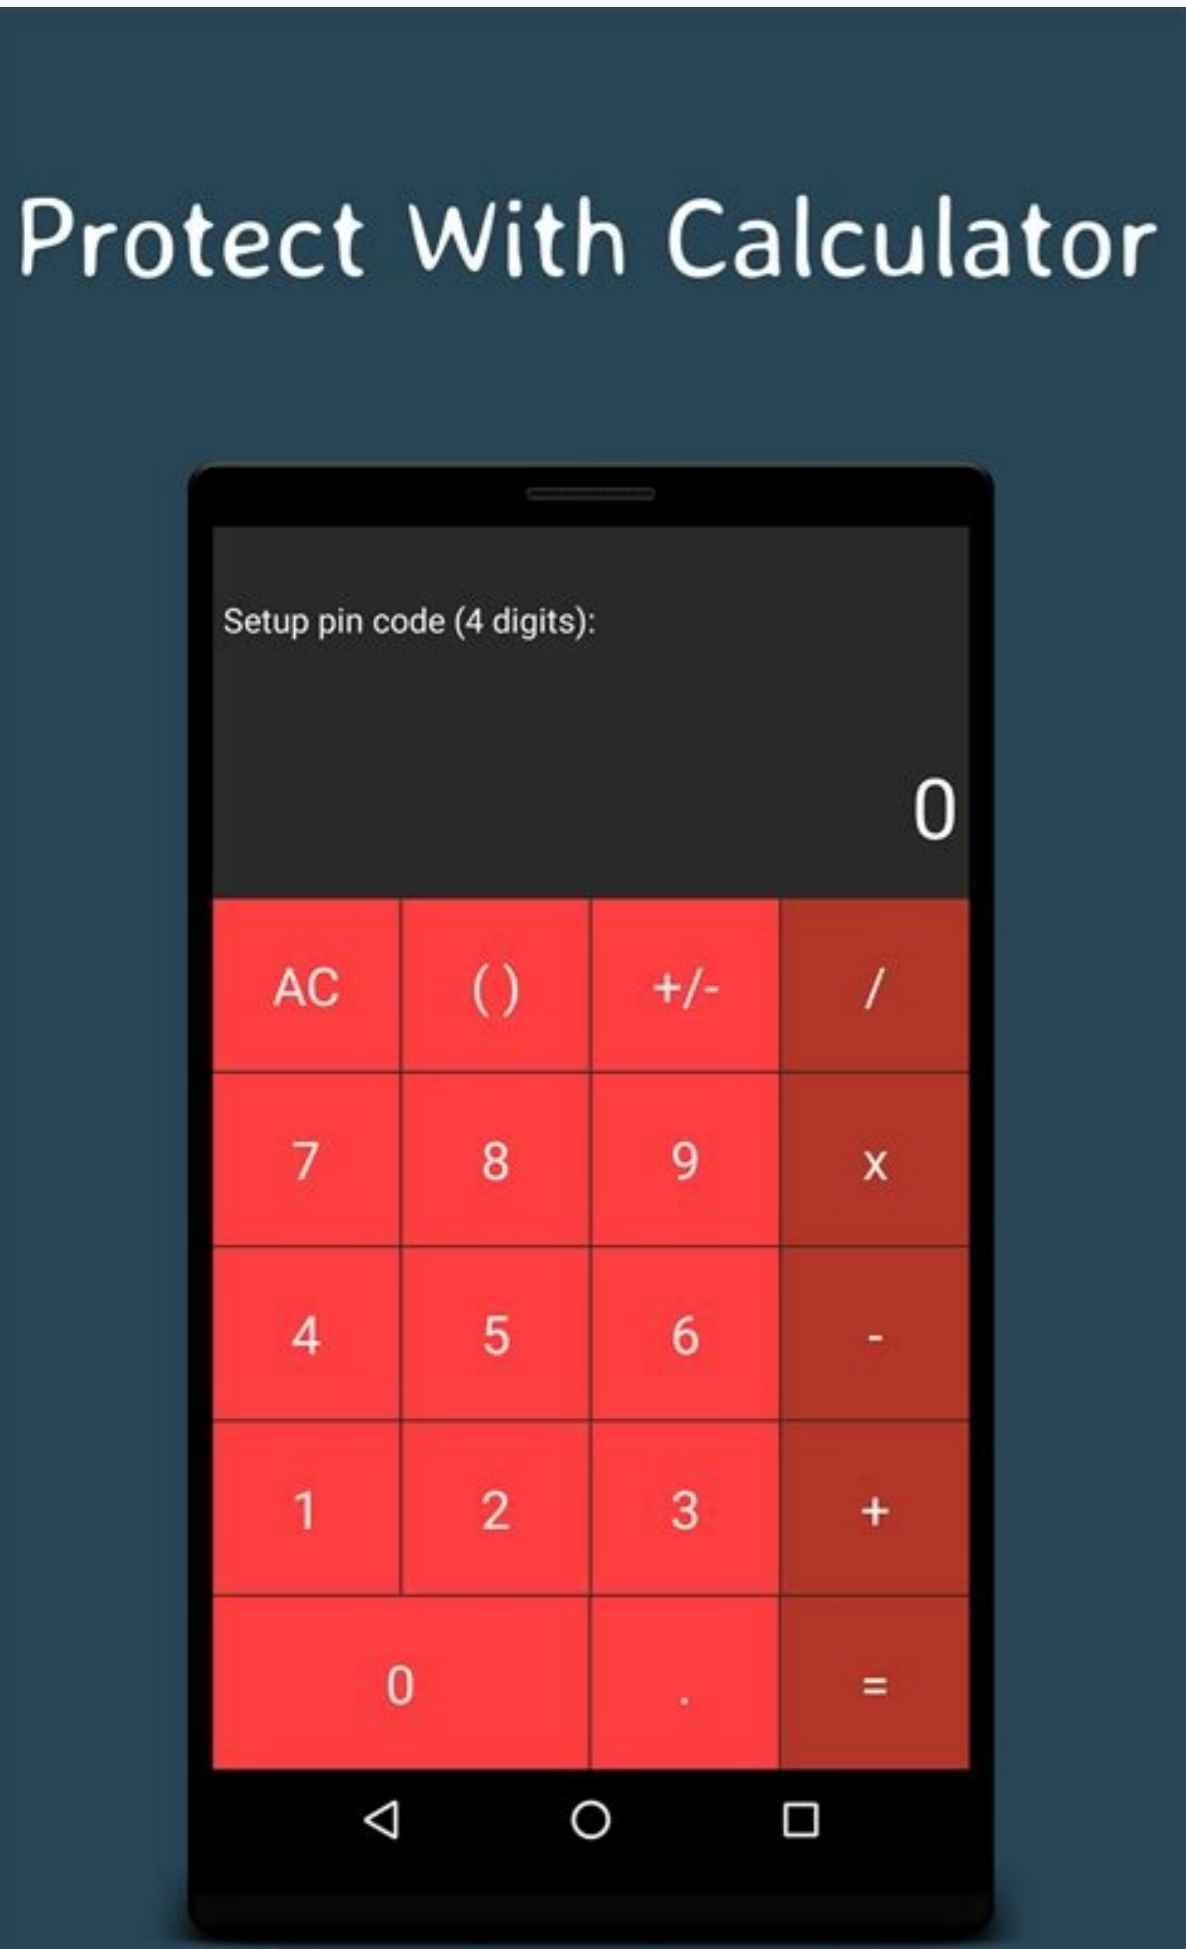 Protect With Calculator
Setup pin code (4 digits):
0
AC ( ) +/- /
7 8 9 x
4 5 6 -
1 2 3 +
0 . =